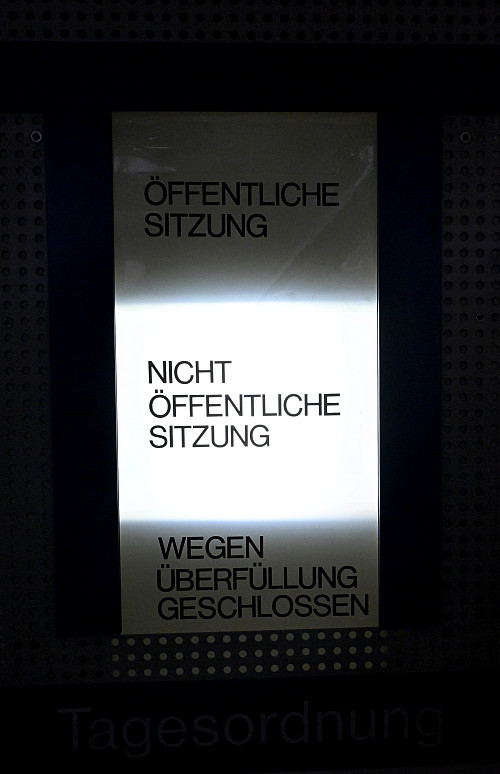 ÖFFENTLICHE
SITZUNG
NICHT
ÖFFENTLICHE
SITZUNG
WEGEN
ÜBERFÜLLUNG
GESCHLOSSEN
Tagesordnung